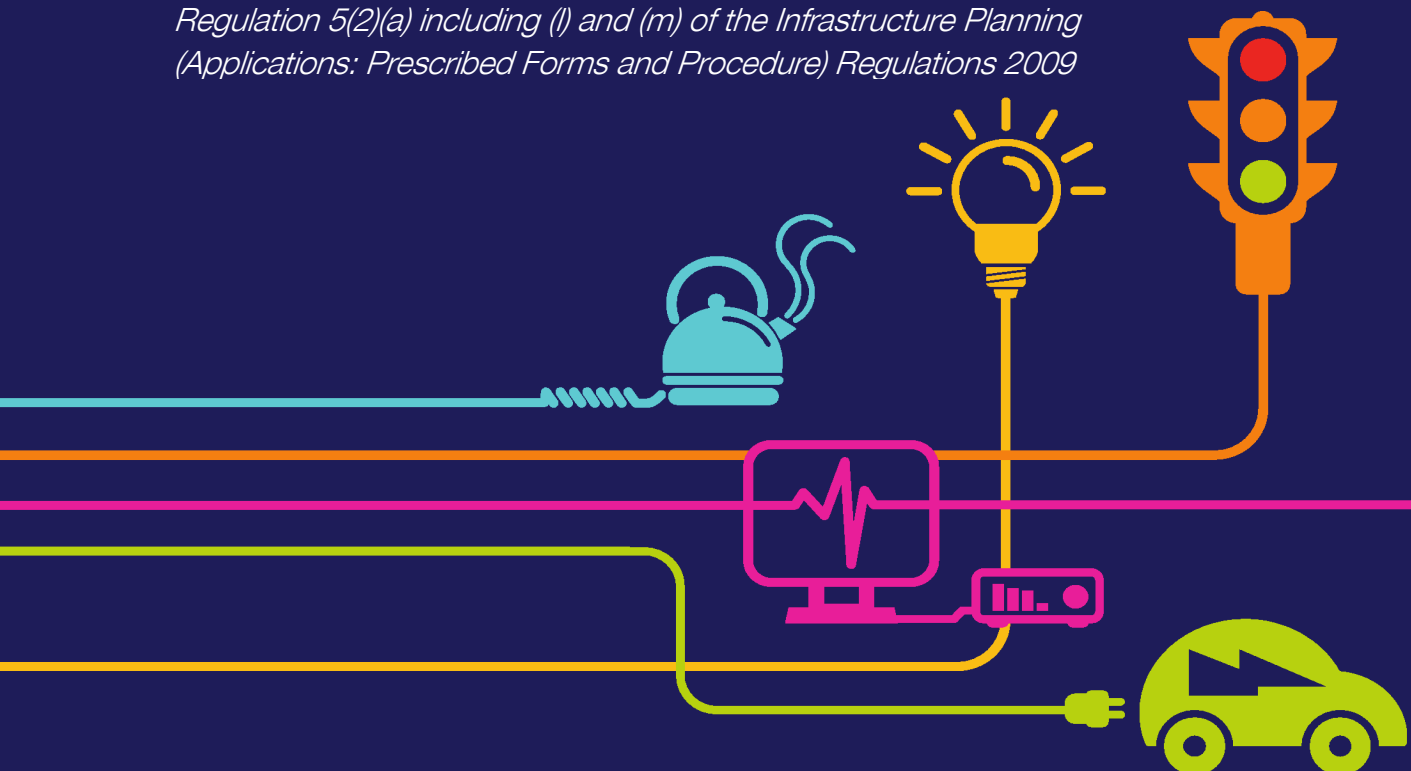 Regulation 5(2)(a) including (l) and (m) of the Infrastructure Planning
(Applications: Prescribed Forms and Procedure) Regulations 2009